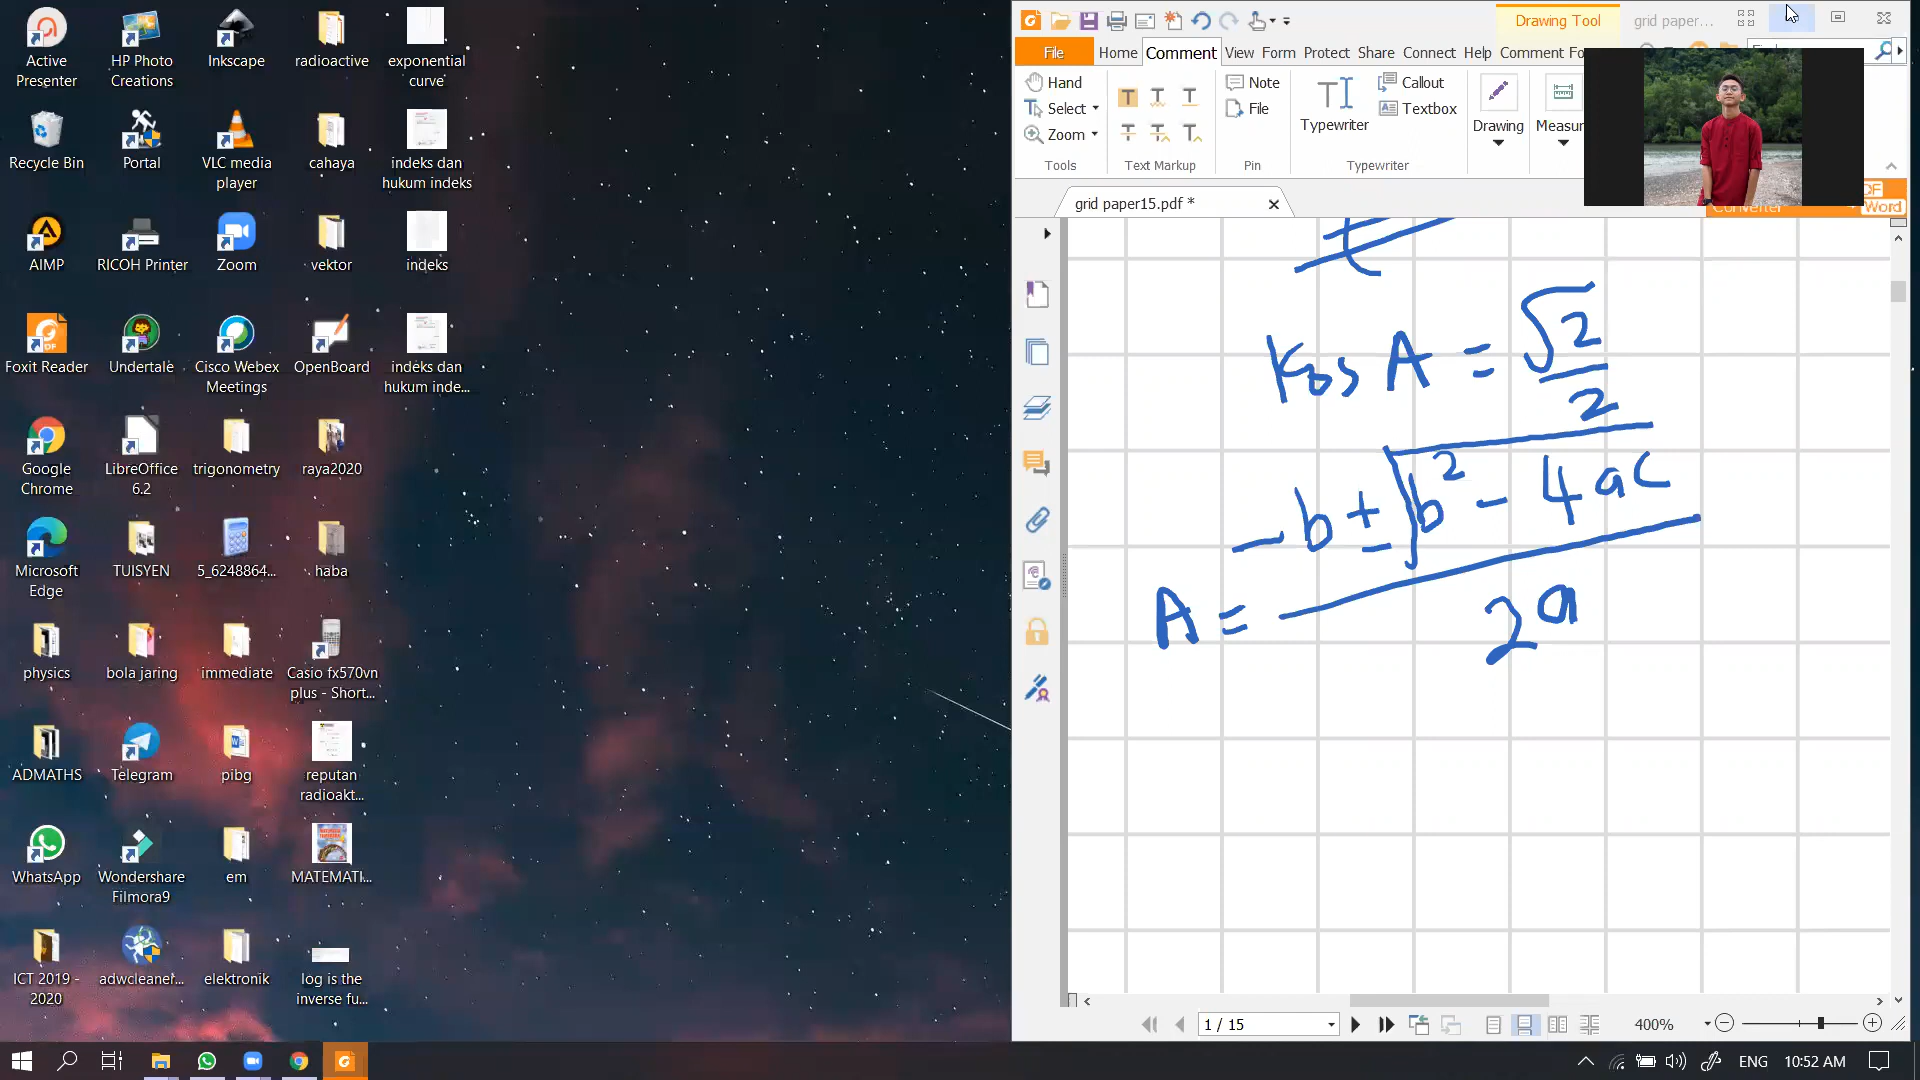 Active
Presenter
HP Photo
Creations
Inkscape
radioactive
exponential
curve
Recycle Bin
Portal
VLC media
player
cahaya
indeks dan
hukum indeks
AIMP
RICOH Printer
Zoom
vektor
indeks
Foxit Reader
Undertale
Cisco Webex
Meetings
OpenBoard
indeks dan
hukum inde...
Google
Chrome
LibreOffice
6.2
trigonometry
raya2020
Microsoft
Edge
TUISYEN
5_6248864...
haba
physics
bola jaring
immediate
Casio fx570vn
plus - Short...
ADMATHS
Telegram
pibg
reputan
radioakt...
WhatsApp
Wondershare
Filmora9
em
MATEMATI...
ICT 2019 -
2020
adwcleaner...
elektronik
log is the
inverse fu...
Drawing Tool
grid paper...
File Home Comment View Form Protect Share Connect Help Comment Fo
Hand
Select
Zoom
Tools
Text Markup
Note
File
Pin
Typewriter
Callout
Textbox
Typewriter
Drawing
Measur
Word
grid paper15.pdf *
kos A = √2/2
A = (-b ± √(b² - 4ac))/2a
1 / 15
400%
ENG
10:52 AM